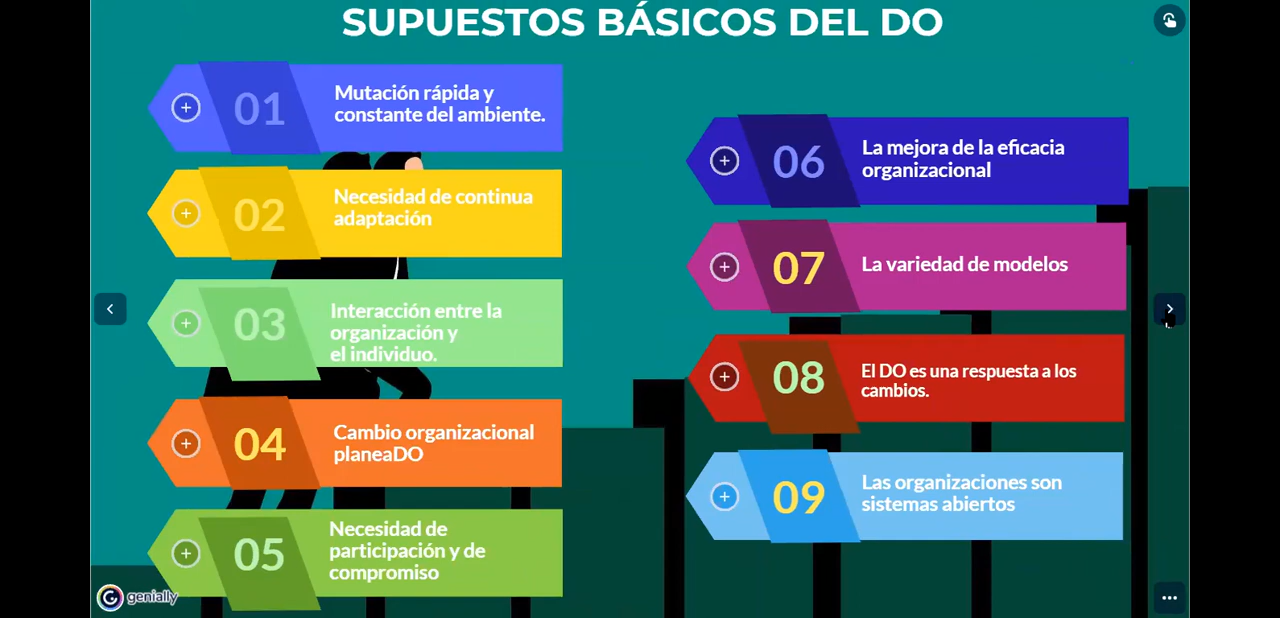 SUPUESTOS BÁSICOS DEL DO
01
Mutación rápida y
constante del ambiente.
02
Necesidad de continua
adaptación
03
Interacción entre la
organización y
el individuo.
04
Cambio organizacional
planeaDO
05
Necesidad de
participación y de
compromiso
06
La mejora de la eficacia
organizacional
07
La variedad de modelos
08
El DO es una respuesta a los
cambios.
09
Las organizaciones son
sistemas abiertos
genially